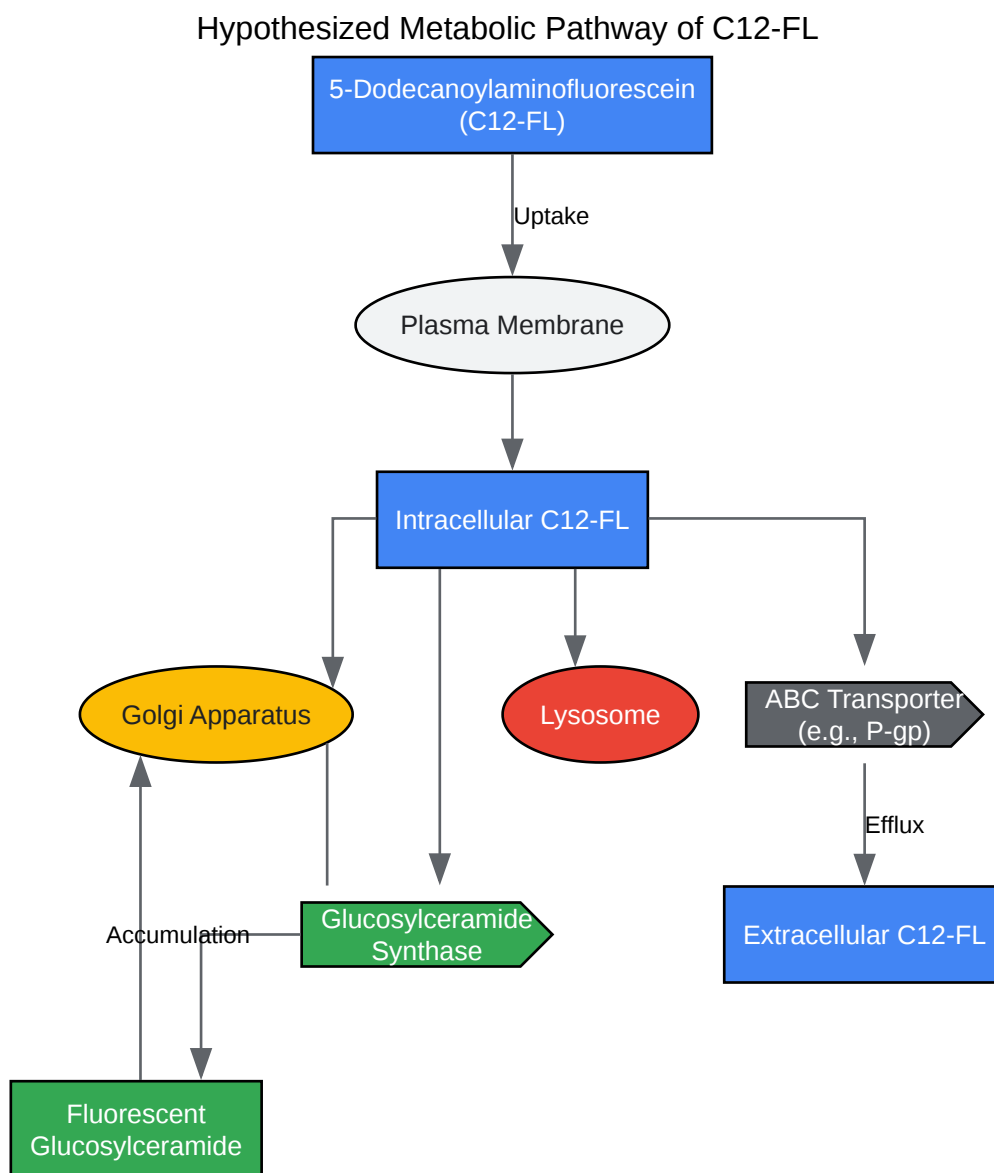 Hypothesized Metabolic Pathway of C12-FL
5-Dodecanoylaminofluorescein
(C12-FL)
Uptake
Plasma Membrane
Intracellular C12-FL
Golgi Apparatus
Lysosome
ABC Transporter
(e.g., P-gp)
Efflux
Accumulation
Glucosylceramide
Synthase
Extracellular C12-FL
Fluorescent
Glucosylceramide